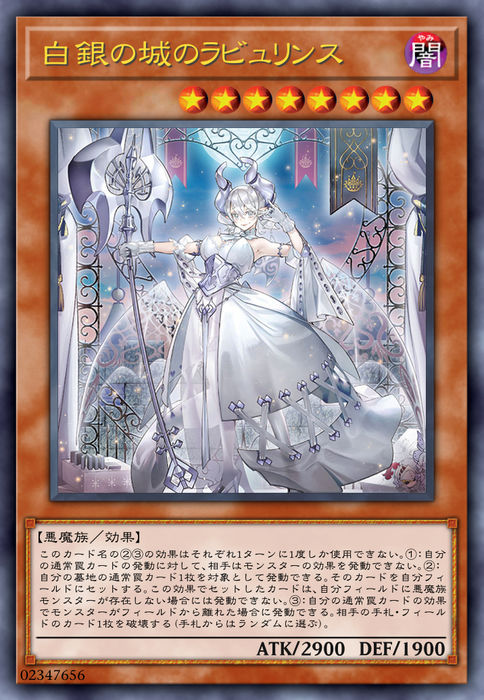 白銀の城のラビュリンス
やみ
闇
【悪魔族／効果】
このカード名の②③の効果はそれぞれ1ターンに1度しか使用できない。①：自分
の通常罠カードの発動に対して、相手はモンスターの効果を発動できない。②：
自分の墓地の通常罠カード1枚を対象として発動できる。そのカードを自分フィー
ルドにセットする。この効果でセットしたカードは、自分フィールドに悪魔族
モンスターが存在しない場合には発動できない。③：自分の通常罠カードの効果
でモンスターがフィールドから離れた場合に発動できる。相手の手札・フィールド
のカード1枚を破壊する（手札からはランダムに選ぶ）。
ATK/2900 DEF/1900
02347656